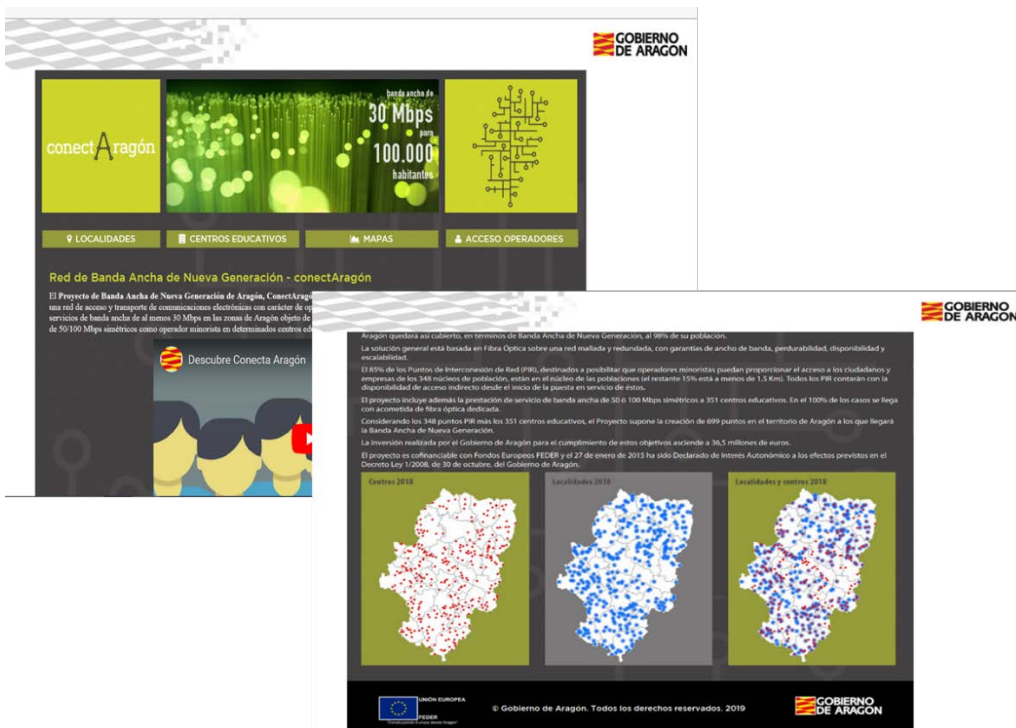 GOBIERNO
DE ARAGON
conectAragón
banda ancha de
30 Mbps
para
100.000
habitantes
LOCALIDADES
CENTROS EDUCATIVOS
MAPAS
ACCESO OPERADORES
Red de Banda Ancha de Nueva Generación - conectAragón
El Proyecto de Banda Ancha de Nueva Generación de Aragón, ConectArag
una red de acceso y transporte de comunicaciones electrónicas con carácter de op
servicios de banda ancha de al menos 30 Mbps en las zonas de Aragón objeto de
de 50/100 Mbps simétricos como operador minorista en determinados centros ed
Descubre Conecta Aragón
GOBIERNO
DE ARAGON
Aragón quedará así cubierto, en términos de Banda Ancha de Nueva Generación, al 98% de su población.
La solución general está basada en Fibra Óptica sobre una red mallada y redundada, con garantías de ancho de banda, perdurabilidad, disponibilidad y
escalabilidad.
El 85% de los Puntos de Interconexión de Red (PIR), destinados a posibilitar que operadores minoristas puedan proporcionar el acceso a los ciudadanos y
empresas de los 348 núcleos de población, están en el núcleo de las poblaciones (el restante 15% está a menos de 1,5 Km). Todos los PIR contarán con la
disponibilidad de acceso indirecto desde el inicio de la puesta en servicio de éstos.
El proyecto incluye además la prestación de servicio de banda ancha de 50 ó 100 Mbps simétricos a 351 centros educativos. En el 100% de los casos se llega
con acometida de fibra óptica dedicada.
Considerando los 348 puntos PIR más los 351 centros educativos, el Proyecto supone la creación de 699 puntos en el territorio de Aragón a los que llegará
la Banda Ancha de Nueva Generación.
La inversión realizada por el Gobierno de Aragón para el cumplimiento de estos objetivos asciende a 36,5 millones de euros.
El proyecto es cofinanciable con Fondos Europeos FEDER y el 27 de enero de 2015 ha sido Declarado de Interés Autonómico a los efectos previstos en el
Decreto Ley 1/2008, de 30 de octubre, del Gobierno de Aragón.
Centros 2018
Localidades 2018
Localidades y centros 2018
UNIÓN EUROPEA
FEDER
"Construyendo Europa desde Aragón"
© Gobierno de Aragón. Todos los derechos reservados. 2019
GOBIERNO
DE ARAGON